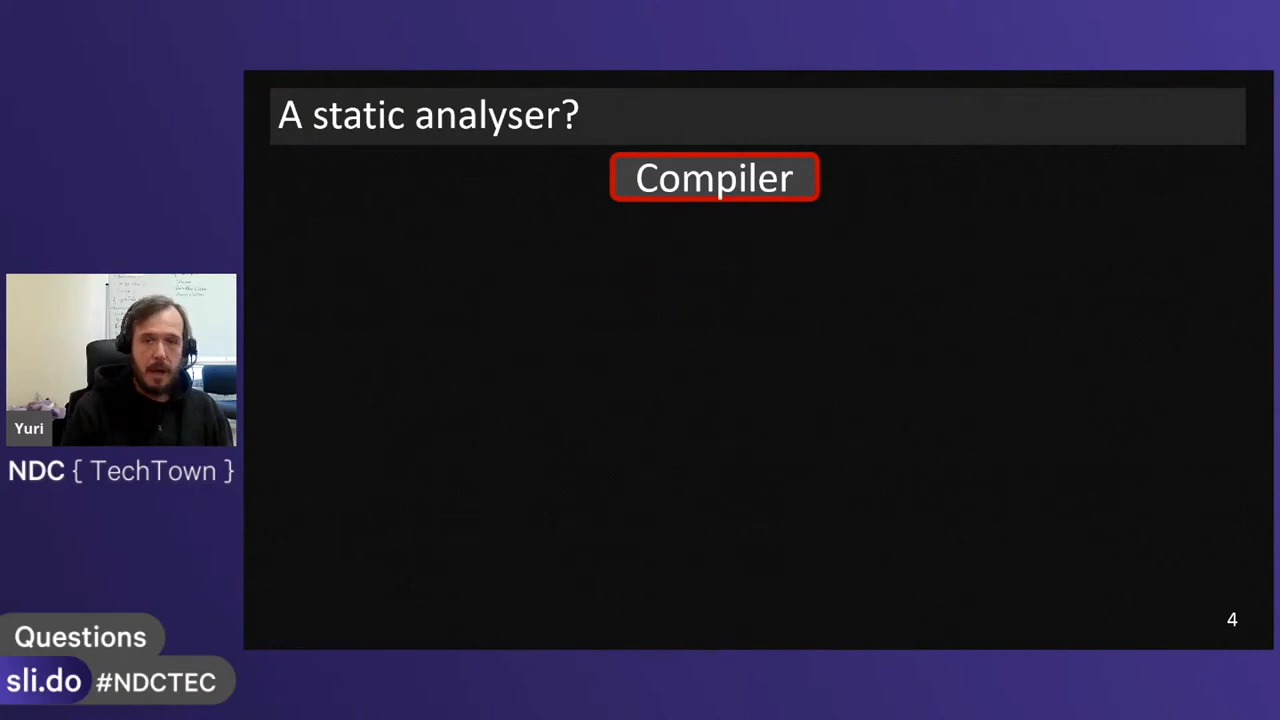 A static analyser?
Compiler
Yuri
NDC { TechTown }
4
Questions
sli.do #NDCTEC